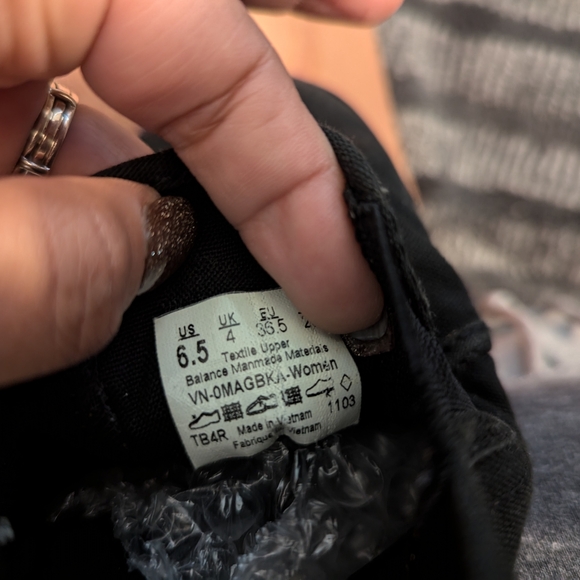 US UK EU
6.5 4 36.5
Textile Upper
Balance Manmade Materials
VN-0MAGBKA-Women
TB4R Made in Vietnam 1103
Fabriqué Vietnam